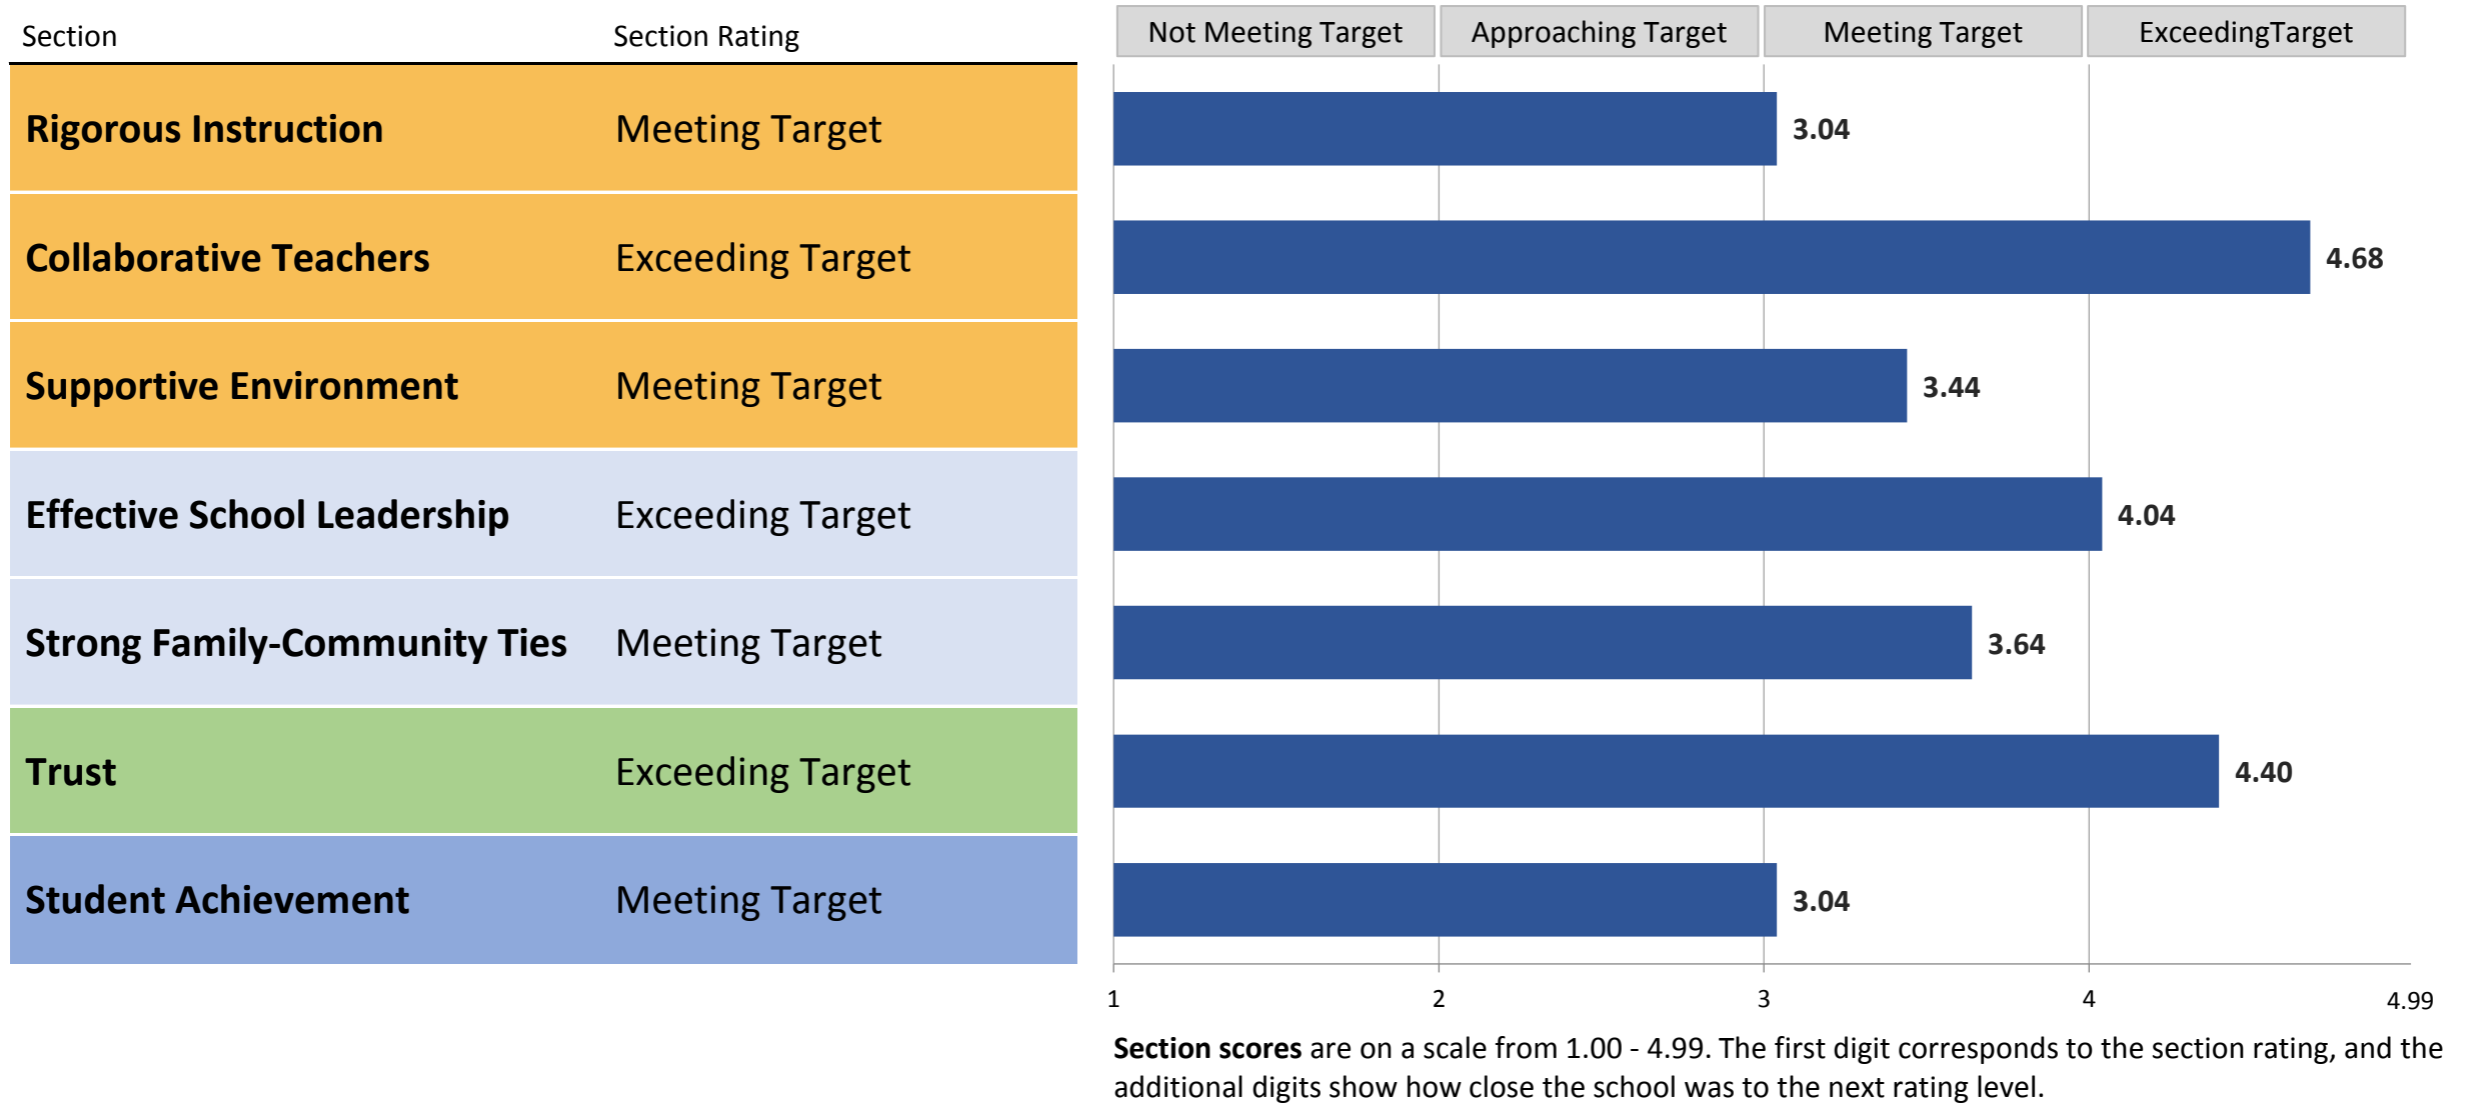 Section Section Rating Not Meeting Target Approaching Target Meeting Target ExceedingTarget
Rigorous Instruction Meeting Target 3.04
Collaborative Teachers Exceeding Target 4.68
Supportive Environment Meeting Target 3.44
Effective School Leadership Exceeding Target 4.04
Strong Family-Community Ties Meeting Target 3.64
Trust Exceeding Target 4.40
Student Achievement Meeting Target 3.04
1 2 3 4 4.99
Section scores are on a scale from 1.00 - 4.99. The first digit corresponds to the section rating, and the
additional digits show how close the school was to the next rating level.